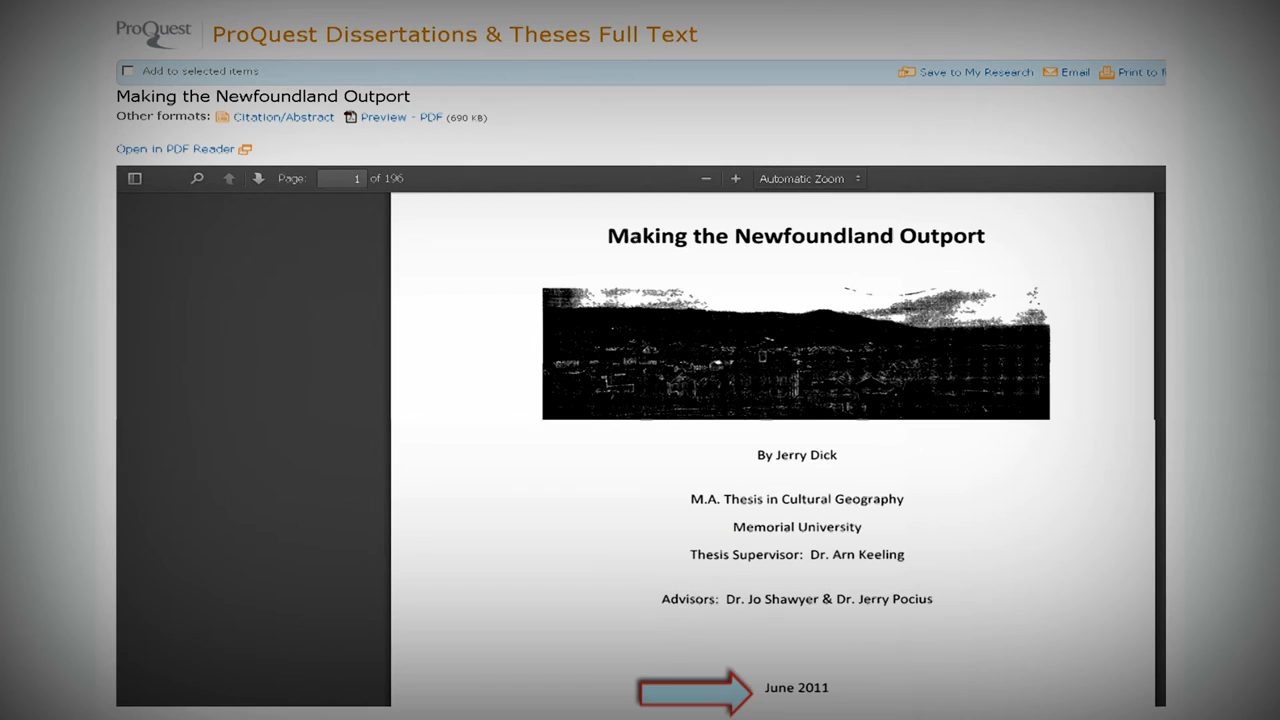 ProQuest
ProQuest Dissertations & Theses Full Text
Add to selected items
Save to My Research Email Print to
Making the Newfoundland Outport
Other formats: Citation/Abstract Preview - PDF (690 KB)
Open in PDF Reader
Page: 1 of 196
Automatic Zoom
Making the Newfoundland Outport
By Jerry Dick
M.A. Thesis in Cultural Geography
Memorial University
Thesis Supervisor: Dr. Arn Keeling
Advisors: Dr. Jo Shawyer & Dr. Jerry Pocius
June 2011